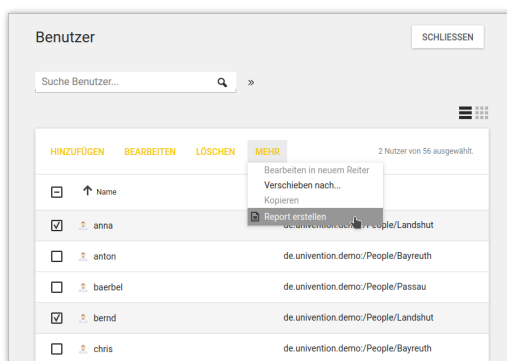 Benutzer
SCHLIESSEN
Suche Benutzer...
»
HINZUFÜGEN BEARBEITEN LÖSCHEN MEHR 2 Nutzer von 56 ausgewählt.
Bearbeiten in neuem Reiter
Verschieben nach...
Kopieren
Report erstellen
Name
anna de.univention.demo:/People/Landshut
anton de.univention.demo:/People/Bayreuth
baerbel de.univention.demo:/People/Passau
bernd de.univention.demo:/People/Landshut
chris de.univention.demo:/People/Bayreuth